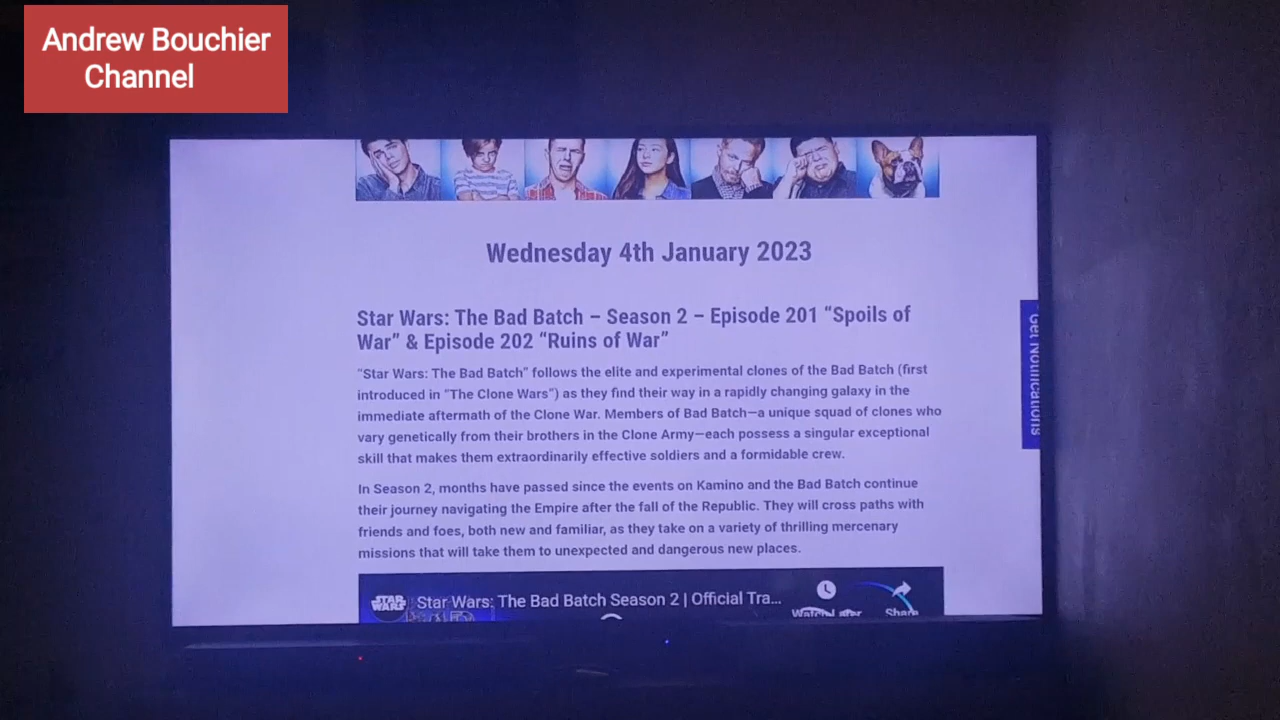 Andrew Bouchier
Channel
Wednesday 4th January 2023
Star Wars: The Bad Batch – Season 2 – Episode 201 “Spoils of
War” & Episode 202 “Ruins of War”
“Star Wars: The Bad Batch” follows the elite and experimental clones of the Bad Batch (first
introduced in “The Clone Wars”) as they find their way in a rapidly changing galaxy in the
immediate aftermath of the Clone War. Members of Bad Batch—a unique squad of clones who
vary genetically from their brothers in the Clone Army—each possess a singular exceptional
skill that makes them extraordinarily effective soldiers and a formidable crew.
In Season 2, months have passed since the events on Kamino and the Bad Batch continue
their journey navigating the Empire after the fall of the Republic. They will cross paths with
friends and foes, both new and familiar, as they take on a variety of thrilling mercenary
missions that will take them to unexpected and dangerous new places.
STAR
WARS
Star Wars: The Bad Batch Season 2 | Official Tra...
Watch Later
Share
Get Notifications